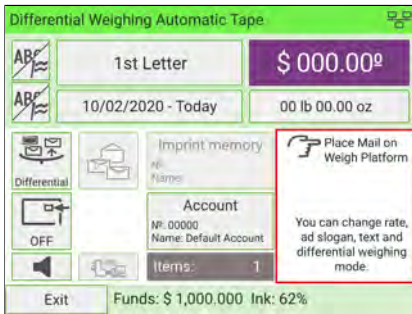 Differential Weighing Automatic Tape
ABC
1st Letter
$ 000.00º
ABC
10/02/2020 - Today
00 lb 00.00 oz
Differential
Imprint memory
Nº:
Name:
Place Mail on
Weigh Platform
OFF
Account
Nº: 00000
Name: Default Account
You can change rate,
ad slogan, text and
differential weighing
mode.
Items: 1
Exit
Funds: $ 1,000.000 Ink: 62%